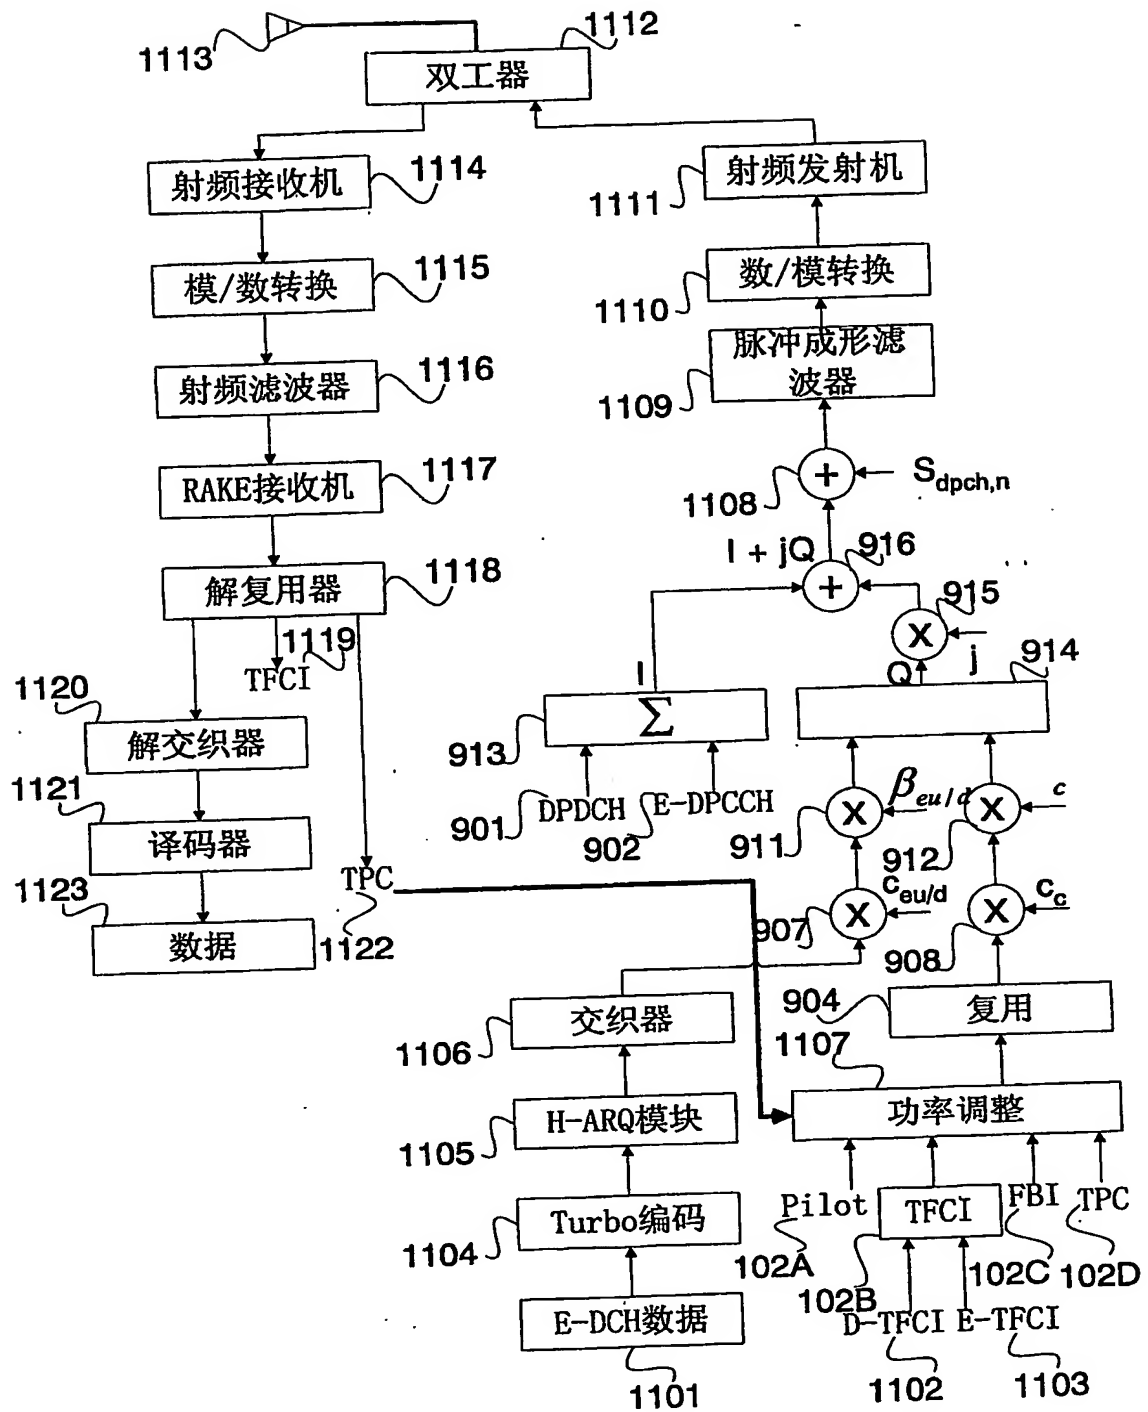 1113
1112
双工器
射频接收机
1114
射频发射机
1111
模/数转换
1115
数/模转换
1110
脉冲成形滤
波器
1109
射频滤波器
1116
RAKE接收机
1117
+
1108
S_dpch,n
I + jQ
+
916
解复用器
1118
1119
TFCI
X
915
j
Q
914
I
Σ
913
1120
解交织器
DPDCH
901
E-DPCCH
902
X
β_eu/d
911
X
c
912
1121
译码器
TPC
1122
1123
数据
X
C_eu/d
907
X
C_c
908
交织器
1106
904
复用
1107
功率调整
H-ARQ模块
1105
Turbo编码
1104
E-DCH数据
1101
Pilot
102A
TFCI
102B
FBI
102C
TPC
102D
D-TFCI
1102
E-TFCI
1103